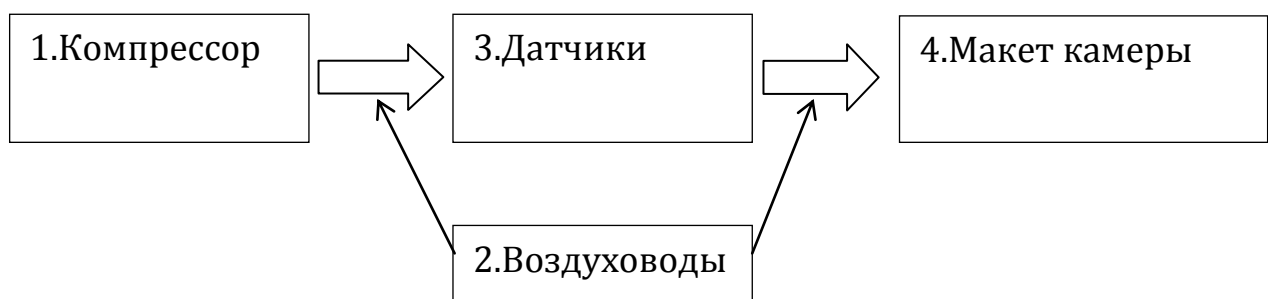 1.Компрессор
3.Датчики
4.Макет камеры
2.Воздуховоды